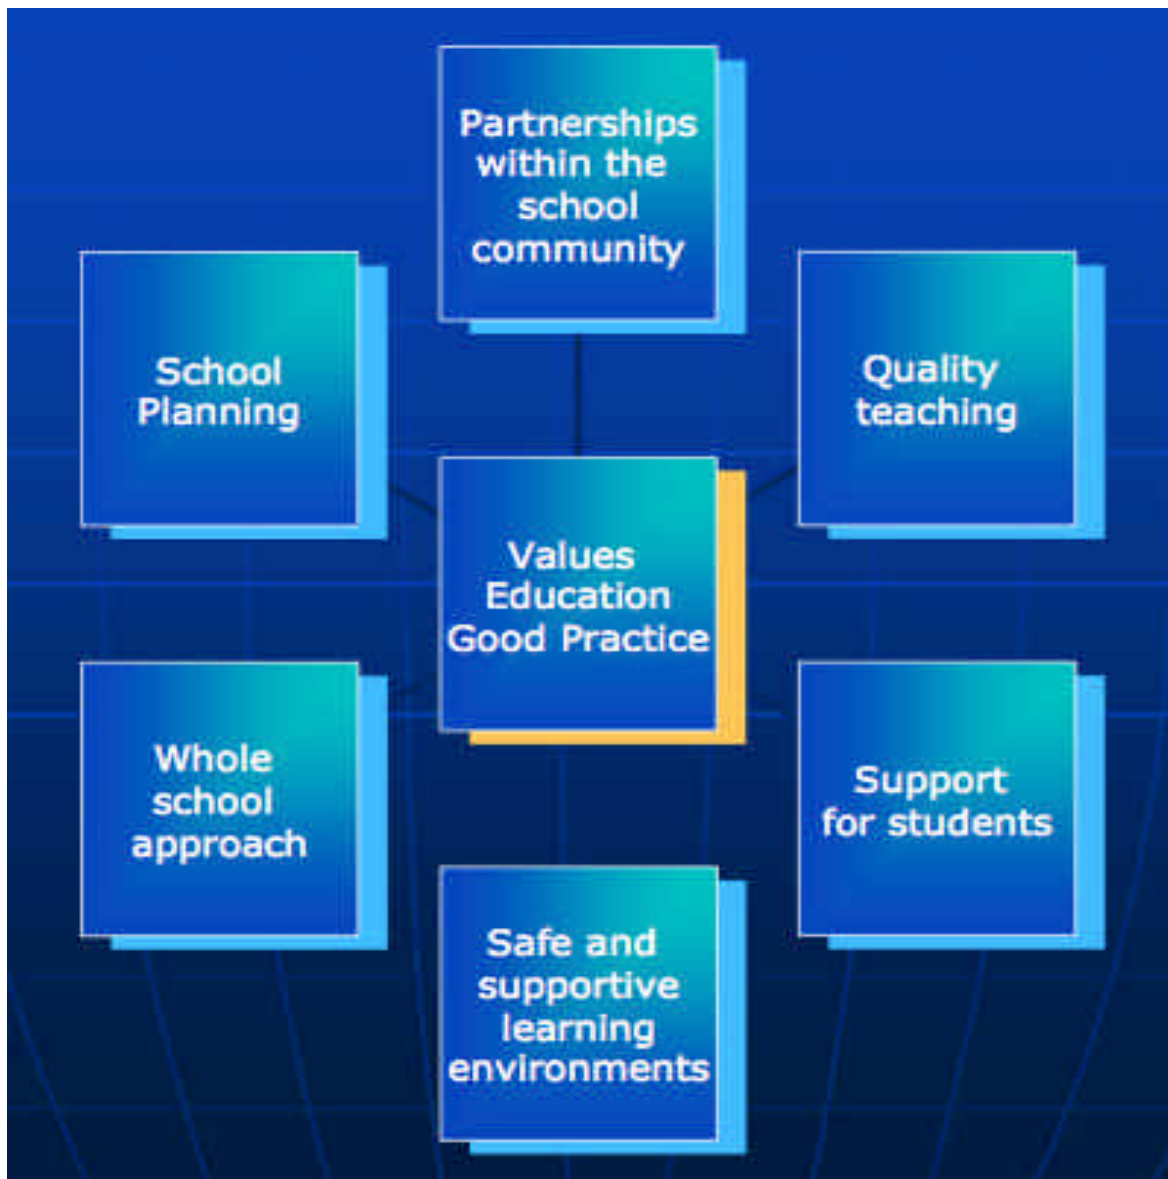 Partnerships
within the
school
community
School
Planning
Quality
teaching
Values
Education
Good Practice
Whole
school
approach
Support
for students
Safe and
supportive
learning
environments